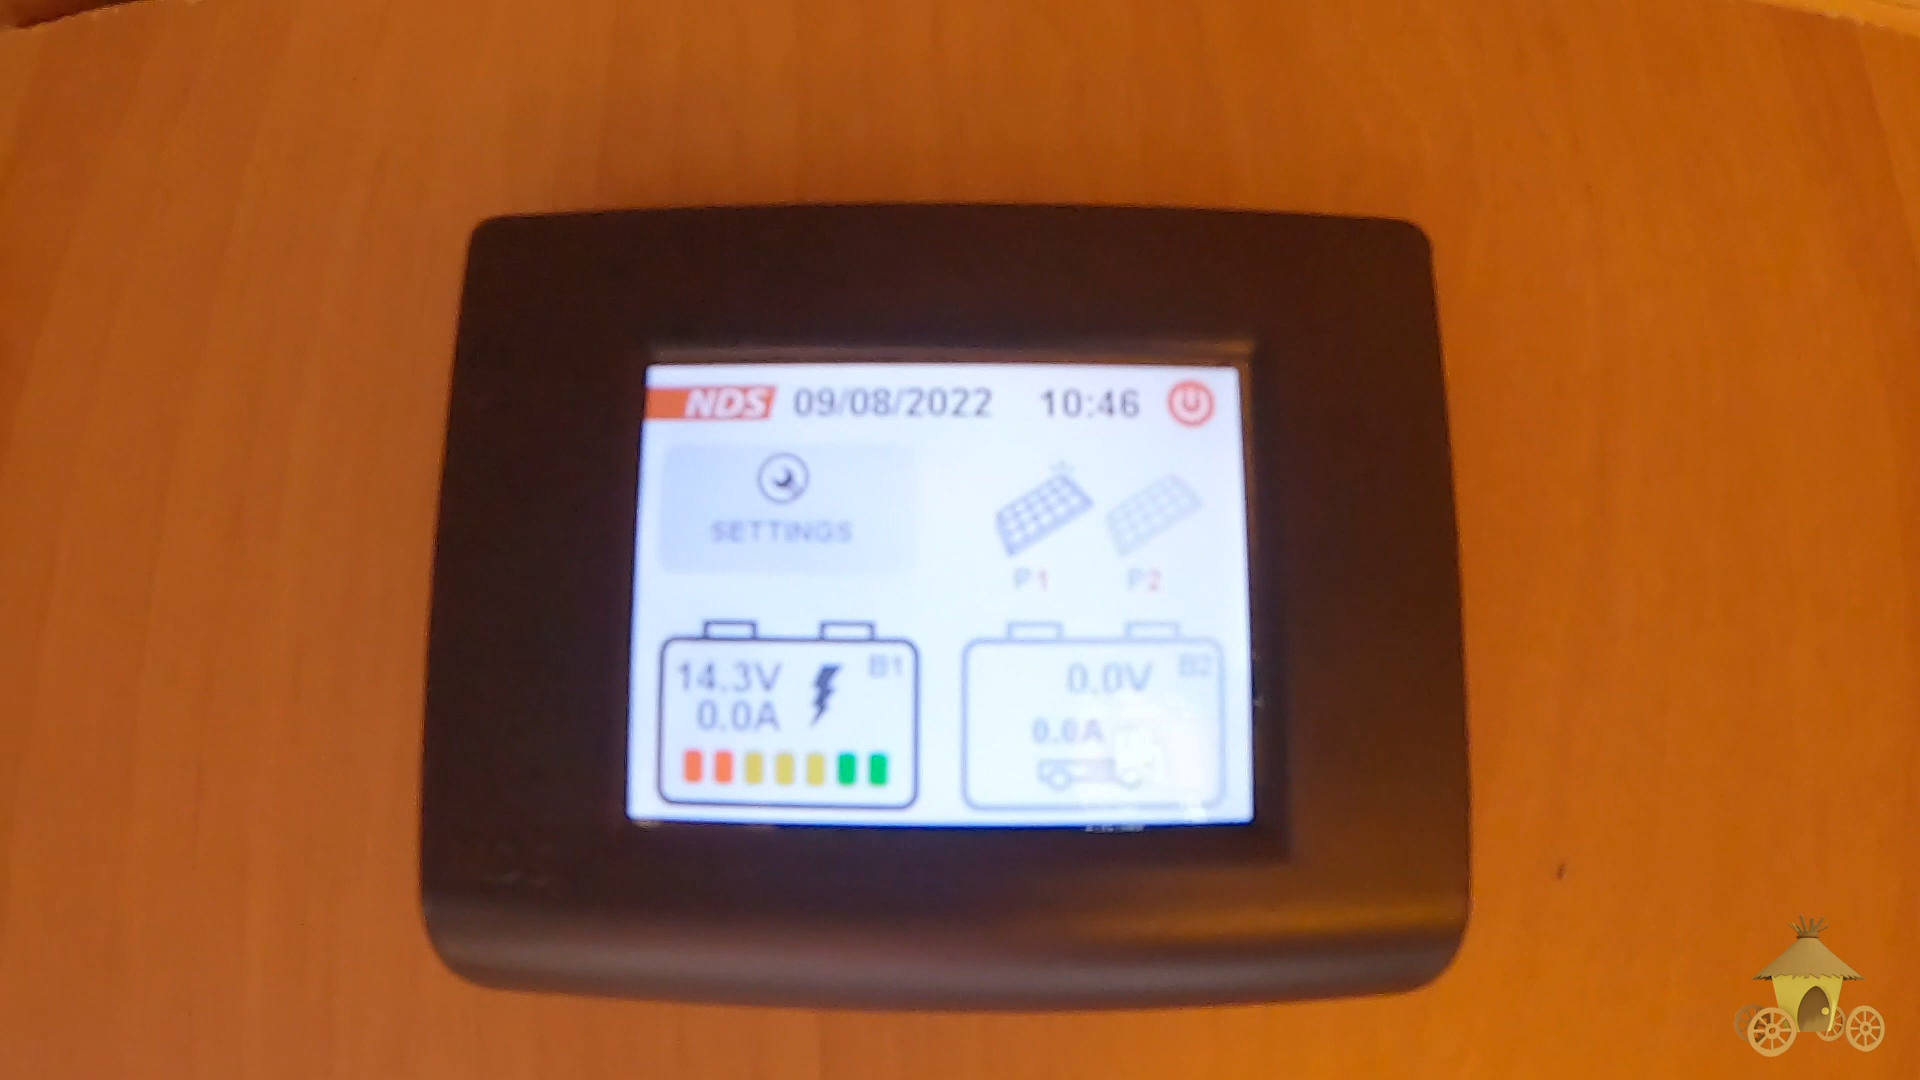 NDS 09/08/2022 10:46
SETTINGS
P1 P2
14.3V B1
0.0A
0.0V B2
0.0A